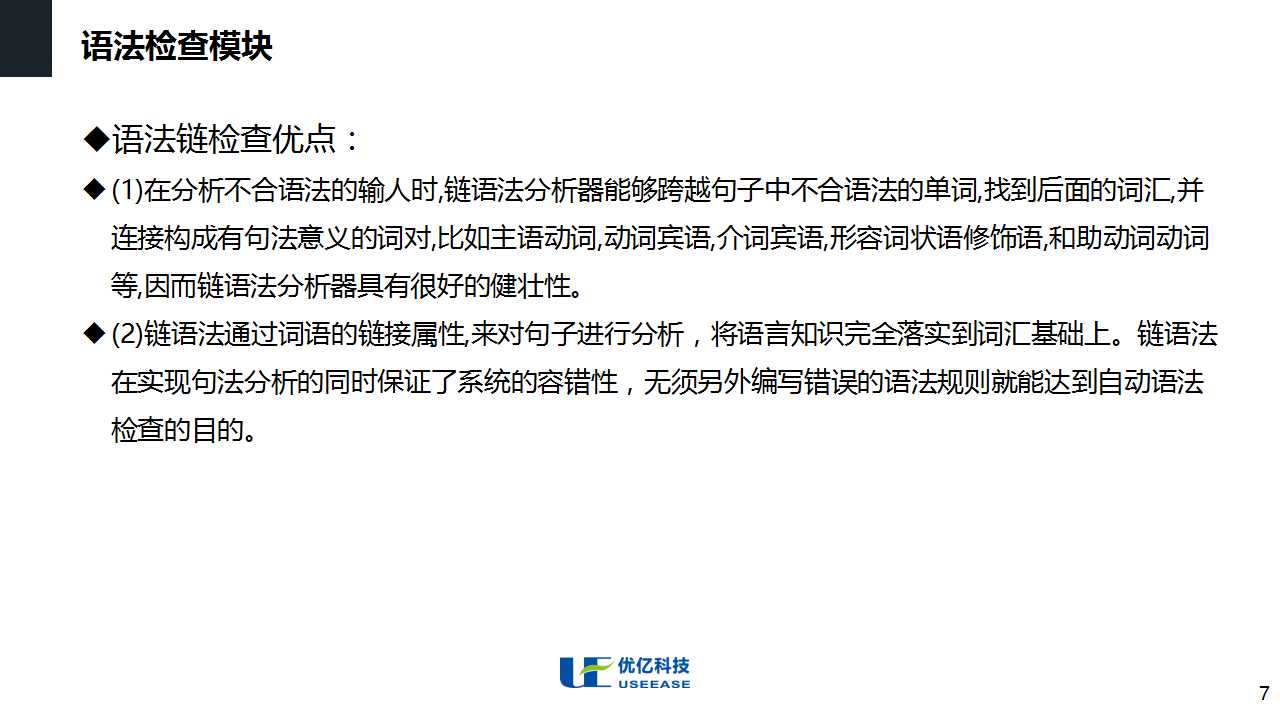 语法检查模块
◆语法链检查优点：
◆(1)在分析不合语法的输人时,链语法分析器能够跨越句子中不合语法的单词,找到后面的词汇,并
连接构成有句法意义的词对,比如主语动词,动词宾语,介词宾语,形容词状语修饰语,和助动词动词
等,因而链语法分析器具有很好的健壮性。
◆(2)链语法通过词语的链接属性,来对句子进行分析，将语言知识完全落实到词汇基础上。链语法
在实现句法分析的同时保证了系统的容错性，无须另外编写错误的语法规则就能达到自动语法
检查的目的。
UE 优亿科技
USEEASE
7